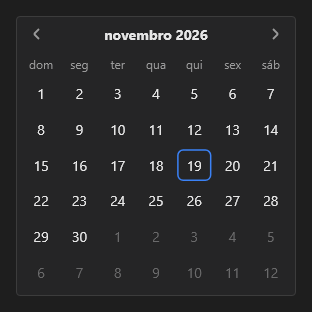 novembro 2026
dom seg ter qua qui sex sáb
1 2 3 4 5 6 7
8 9 10 11 12 13 14
15 16 17 18 19 20 21
22 23 24 25 26 27 28
29 30 1 2 3 4 5
6 7 8 9 10 11 12